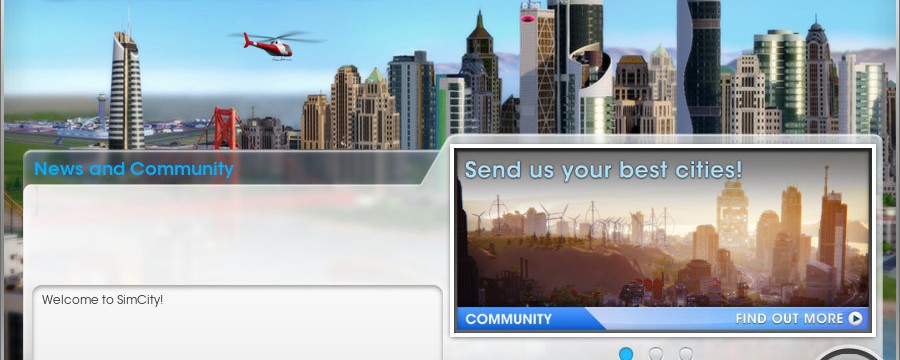 News and Community
Send us your best cities!
Welcome to SimCity!
COMMUNITY
FIND OUT MORE